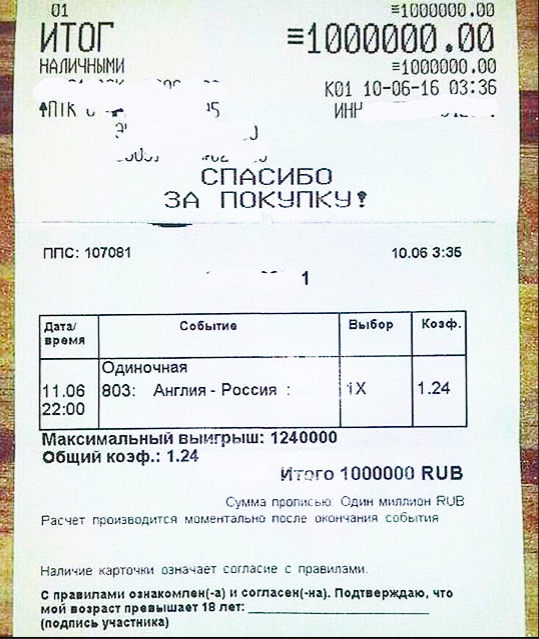 01 ≡1000000.00
ИТОГ ≡1000000.00
НАЛИЧНЫМИ ≡1000000.00
К01 10-06-16 03:36
ПТК ИНН
СПАСИБО
ЗА ПОКУПКУ!
ППС: 107081 10.06 3:35
1
Дата/время Событие Выбор Коэф.
Одиночная
11.06 803: Англия - Россия : 1X 1.24
22:00
Максимальный выигрыш: 1240000
Общий коэф.: 1.24
Итого 1000000 RUB
Сумма прописью: Один миллион RUB
Расчет производится моментально после окончания события
Наличие карточки означает согласие с правилами.
С правилами ознакомлен(-а) и согласен(-на). Подтверждаю, что
мой возраст превышает 18 лет:
(подпись участника)